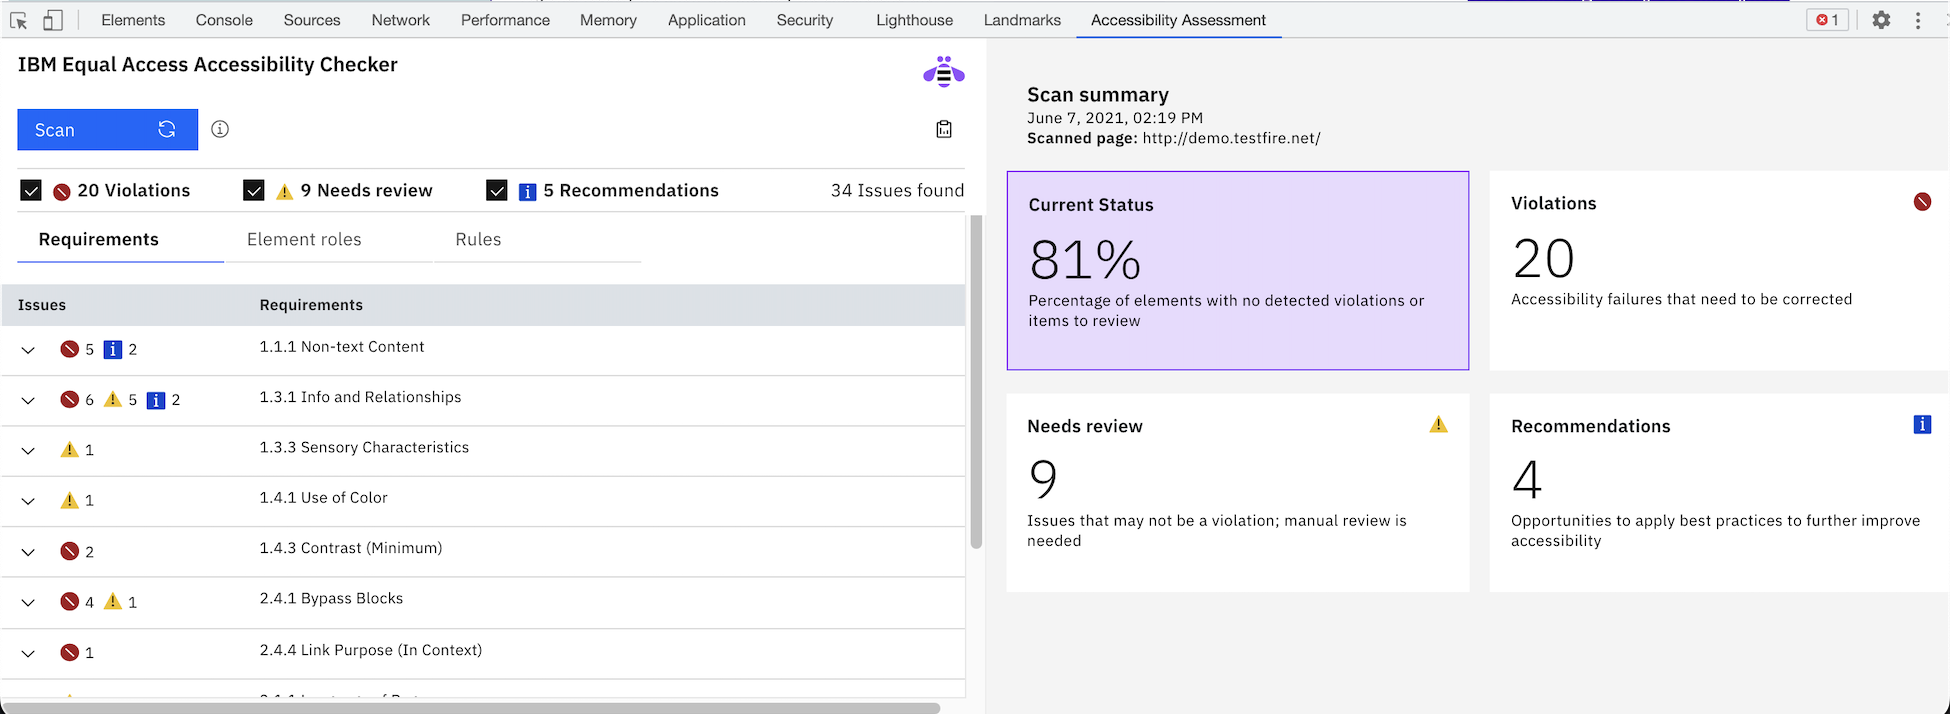 Elements Console Sources Network Performance Memory Application Security Lighthouse Landmarks Accessibility Assessment 1
IBM Equal Access Accessibility Checker
Scan
20 Violations 9 Needs review 5 Recommendations 34 Issues found
Requirements Element roles Rules
Issues Requirements
5 2 1.1.1 Non-text Content
6 5 2 1.3.1 Info and Relationships
1 1.3.3 Sensory Characteristics
1 1.4.1 Use of Color
2 1.4.3 Contrast (Minimum)
4 1 2.4.1 Bypass Blocks
1 2.4.4 Link Purpose (In Context)
Scan summary
June 7, 2021, 02:19 PM
Scanned page: http://demo.testfire.net/
Current Status
81%
Percentage of elements with no detected violations or
items to review
Violations
20
Accessibility failures that need to be corrected
Needs review
9
Issues that may not be a violation; manual review is
needed
Recommendations
4
Opportunities to apply best practices to further improve
accessibility